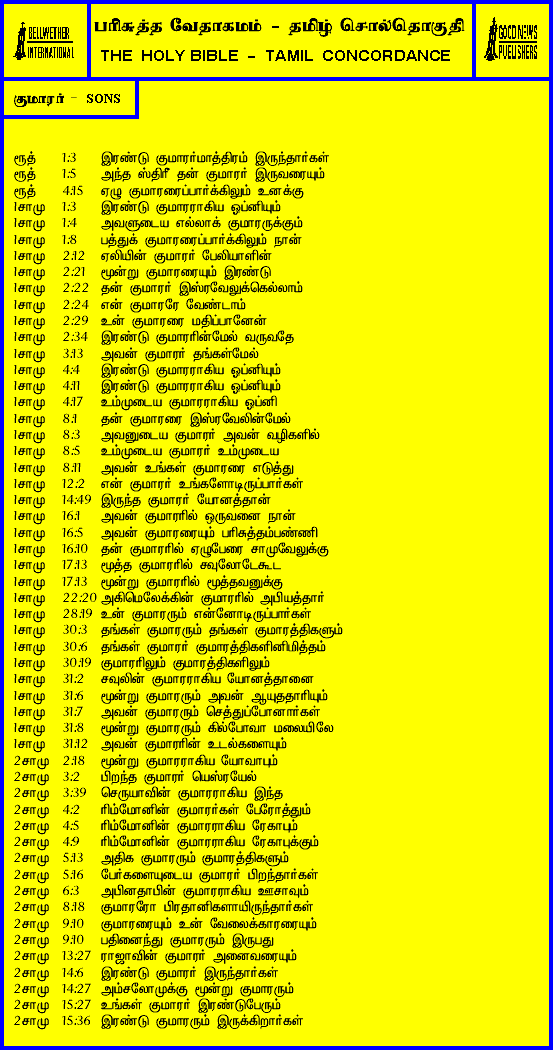 BELLWETHER
INTERNATIONAL
பரிசுத்த வேதாகமம் - தமிழ் சொல்தொகுதி
THE HOLY BIBLE - TAMIL CONCORDANCE
GOOD NEWS
PUBLISHERS
குமாரர் - SONS
ரூத் 1:3 இரண்டு குமாரர்மாத்திரம் இருந்தார்கள்
ரூத் 1:5 அந்த ஸ்திரீ தன் குமாரர் இருவரையும்
ரூத் 4:15 ஏழு குமாரரைப்பார்க்கிலும் உனக்கு
1சாமு 1:3 இரண்டு குமாரராகிய ஒப்னியும்
1சாமு 1:4 அவளுடைய எல்லாக் குமாரருக்கும்
1சாமு 1:8 பத்துக் குமாரரைப்பார்க்கிலும் நான்
1சாமு 2:12 ஏலியின் குமாரர் பேலியாளின்
1சாமு 2:21 மூன்று குமாரரையும் இரண்டு
1சாமு 2:22 தன் குமாரர் இஸ்ரவேலுக்கெல்லாம்
1சாமு 2:24 என் குமாரரே வேண்டாம்
1சாமு 2:29 உன் குமாரரை மதிப்பானேன்
1சாமு 2:34 இரண்டு குமாரரின்மேல் வருவதே
1சாமு 3:13 அவன் குமாரர் தங்கள்மேல்
1சாமு 4:4 இரண்டு குமாரராகிய ஒப்னியும்
1சாமு 4:11 இரண்டு குமாரராகிய ஒப்னியும்
1சாமு 4:17 உம்முடைய குமாரராகிய ஒப்னி
1சாமு 8:1 தன் குமாரரை இஸ்ரவேலின்மேல்
1சாமு 8:3 அவனுடைய குமாரர் அவன் வழிகளில்
1சாமு 8:5 உம்முடைய குமாரர் உம்முடைய
1சாமு 8:11 அவன் உங்கள் குமாரரை எடுத்து
1சாமு 12:2 என் குமாரர் உங்களோடிருப்பார்கள்
1சாமு 14:49 இருந்த குமாரர் யோனத்தான்
1சாமு 16:1 அவன் குமாரரில் ஒருவனை நான்
1சாமு 16:5 அவன் குமாரரையும் பரிசுத்தம்பண்ணி
1சாமு 16:10 தன் குமாரரில் ஏழுபேரை சாமுவேலுக்கு
1சாமு 17:13 மூத்த குமாரரில் சவுலோடேகூட
1சாமு 17:13 மூன்று குமாரரில் மூத்தவனுக்கு
1சாமு 22:20 அகிமெலேக்கின் குமாரரில் அபியத்தார்
1சாமு 28:19 உன் குமாரரும் என்னோடிருப்பார்கள்
1சாமு 30:3 தங்கள் குமாரரும் தங்கள் குமாரத்திகளும்
1சாமு 30:6 தங்கள் குமாரர் குமாரத்திகளினிமித்தம்
1சாமு 30:19 குமாரரிலும் குமாரத்திகளிலும்
1சாமு 31:2 சவுலின் குமாரராகிய யோனத்தானை
1சாமு 31:6 மூன்று குமாரரும் அவன் ஆயுததாரியும்
1சாமு 31:7 அவன் குமாரரும் செத்துப்போனார்கள்
1சாமு 31:8 மூன்று குமாரரும் கில்போவா மலையிலே
1சாமு 31:12 அவன் குமாரரின் உடல்களையும்
2சாமு 2:18 மூன்று குமாரராகிய யோவாபும்
2சாமு 3:2 பிறந்த குமாரர் யெஸ்ரயேல்
2சாமு 3:39 செருயாவின் குமாரராகிய இந்த
2சாமு 4:2 ரிம்மோனின் குமாரர்கள் பேரோத்தும்
2சாமு 4:5 ரிம்மோனின் குமாரராகிய ரேகாபும்
2சாமு 4:9 ரிம்மோனின் குமாரராகிய ரேகாபுக்கும்
2சாமு 5:13 அதிக குமாரரும் குமாரத்திகளும்
2சாமு 5:16 பேர்களையுடைய குமாரர் பிறந்தார்கள்
2சாமு 6:3 அபினதாபின் குமாரராகிய ஊசாவும்
2சாமு 8:18 குமாரரோ பிரதானிகளாயிருந்தார்கள்
2சாமு 9:10 குமாரரையும் உன் வேலைக்காரரையும்
2சாமு 9:10 பதினைந்து குமாரரும் இருபது
2சாமு 13:27 ராஜாவின் குமாரர் அனைவரையும்
2சாமு 14:6 இரண்டு குமாரர் இருந்தார்கள்
2சாமு 14:27 அம்சலோமுக்கு மூன்று குமாரரும்
2சாமு 15:27 உங்கள் குமாரர் இரண்டுபேரும்
2சாமு 15:36 இரண்டு குமாரரும் இருக்கிறார்கள்